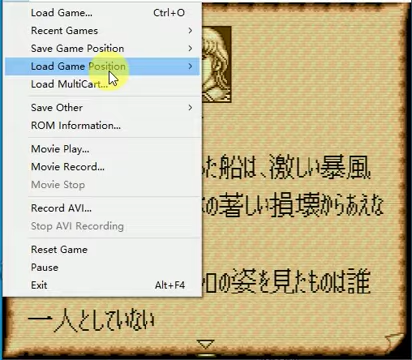 Load Game... Ctrl+O
Recent Games
Save Game Position
Load Game Position
Load MultiCart...
Save Other
ROM Information...
Movie Play...
Movie Record...
Movie Stop
Record AVI...
Stop AVI Recording
Reset Game
Pause
Exit Alt+F4
た船は、激しい暴風
の著しい損壊からあえな
口の姿を見たものは誰
一人としていない